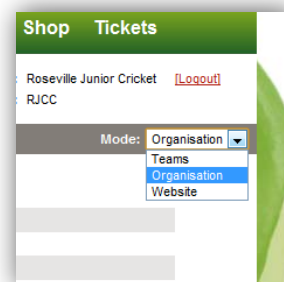 Shop Tickets
: Roseville Junior Cricket [Logout]
: RJCC
Mode: Organisation
Teams
Organisation
Website